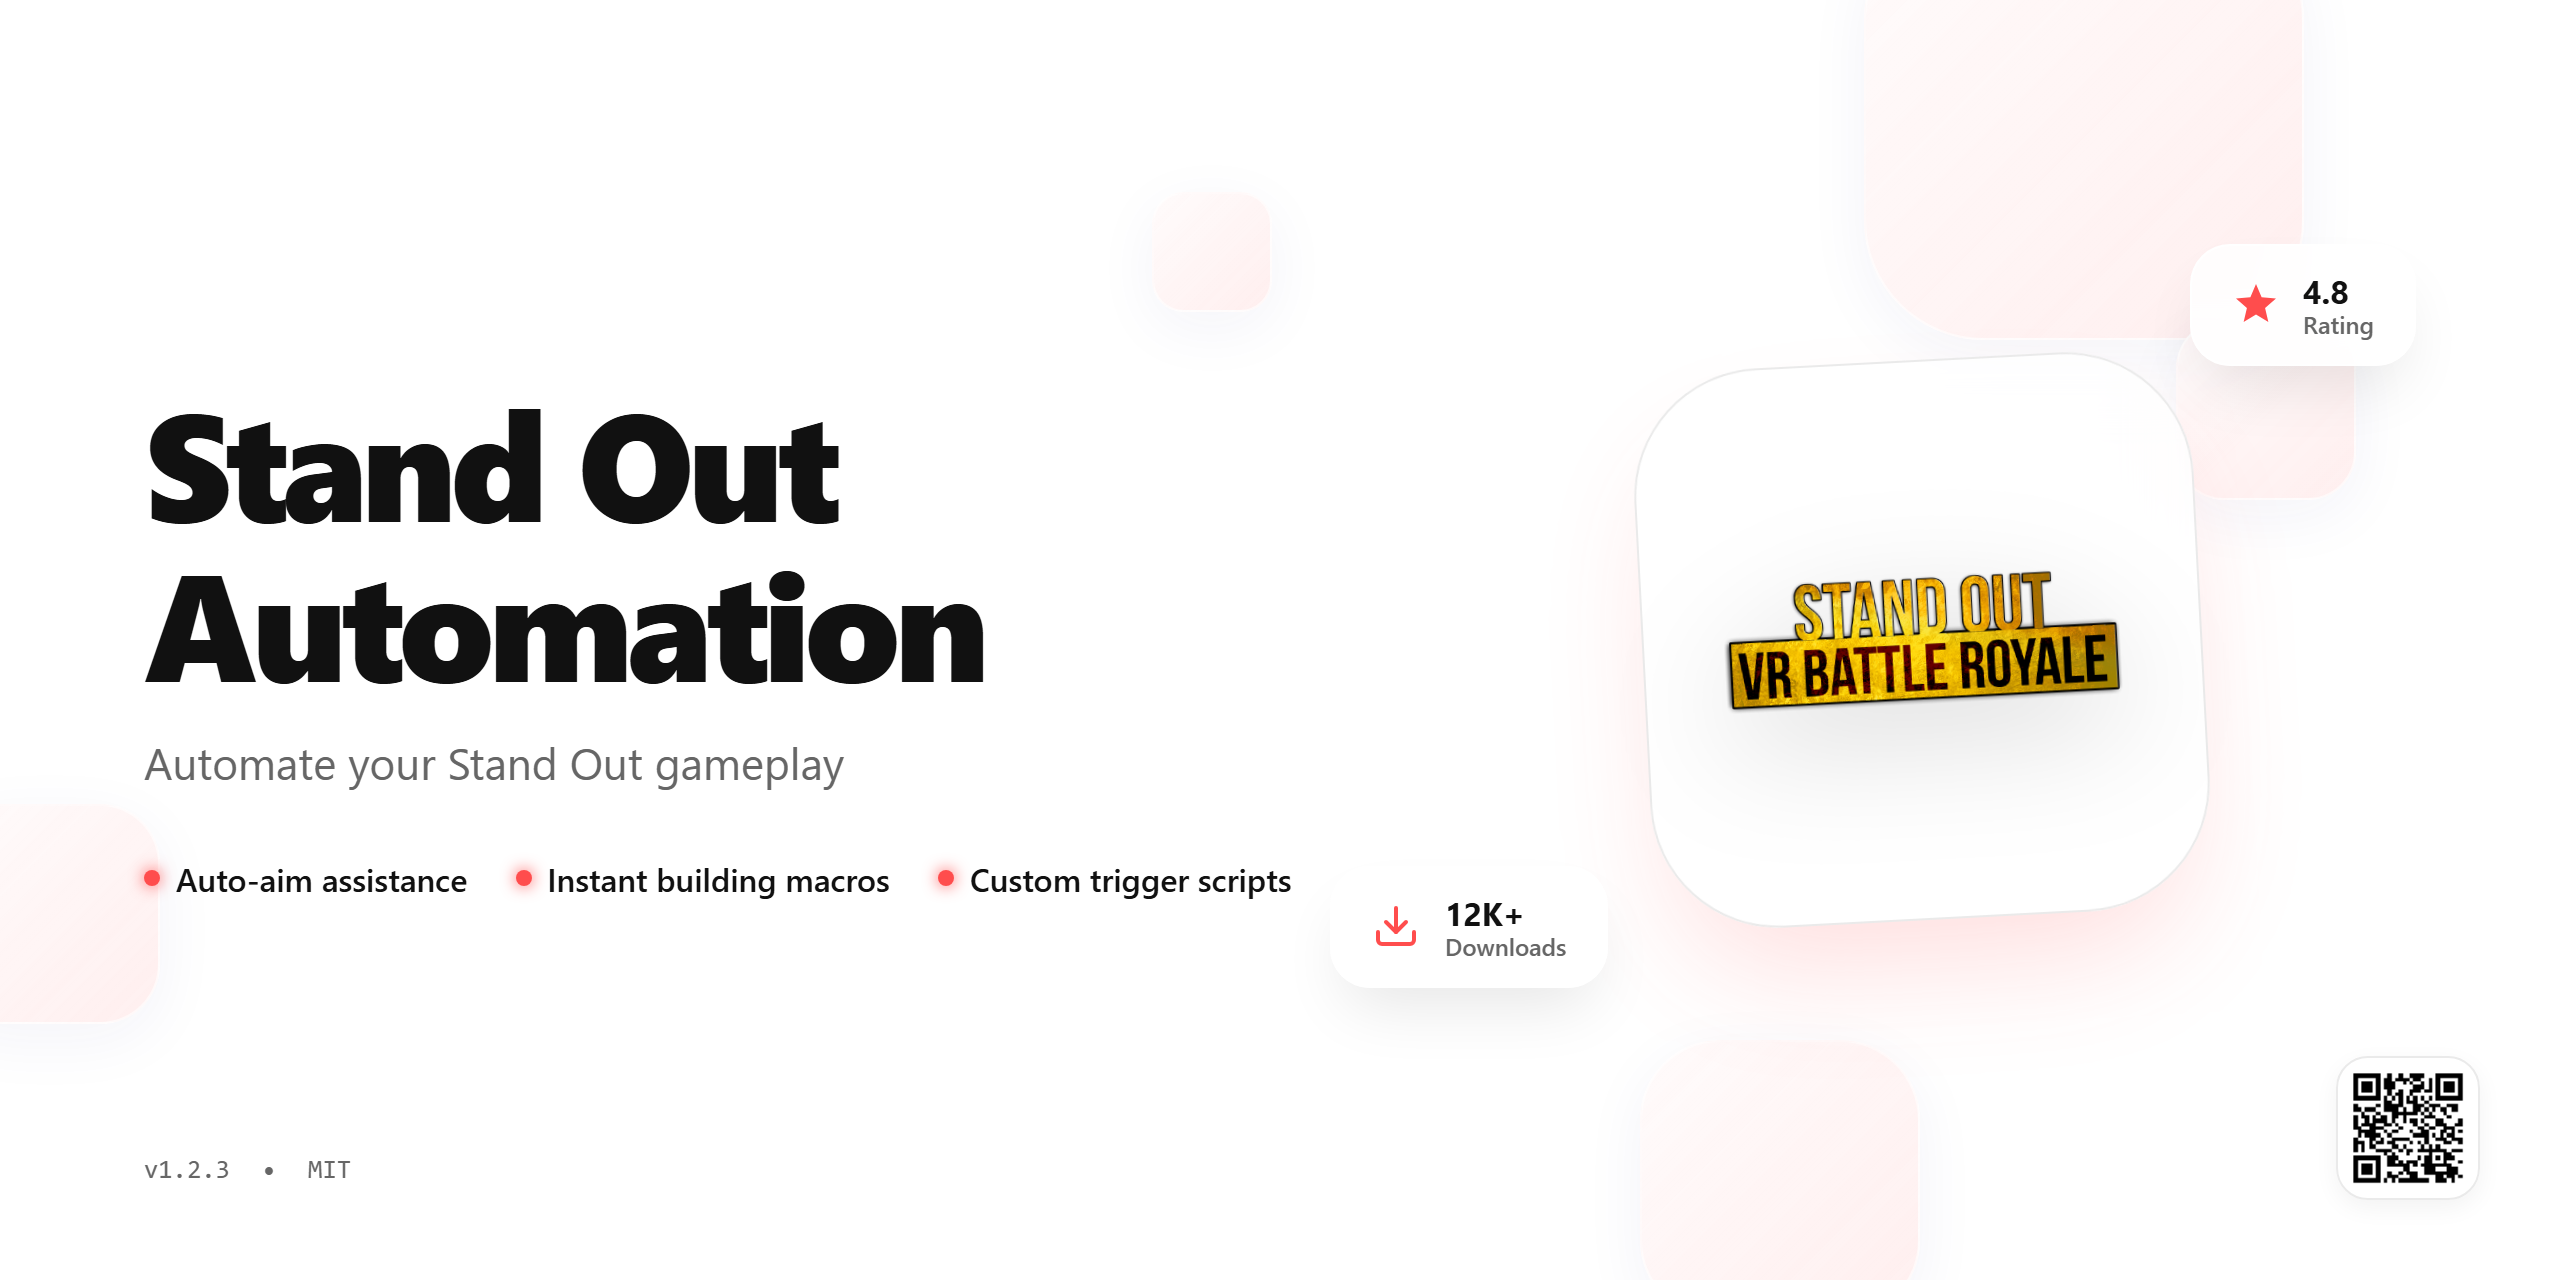 Stand Out
Automation
Automate your Stand Out gameplay
Auto-aim assistance
Instant building macros
Custom trigger scripts
v1.2.3 • MIT
4.8
Rating
STAND OUT
VR BATTLE ROYALE
12K+
Downloads